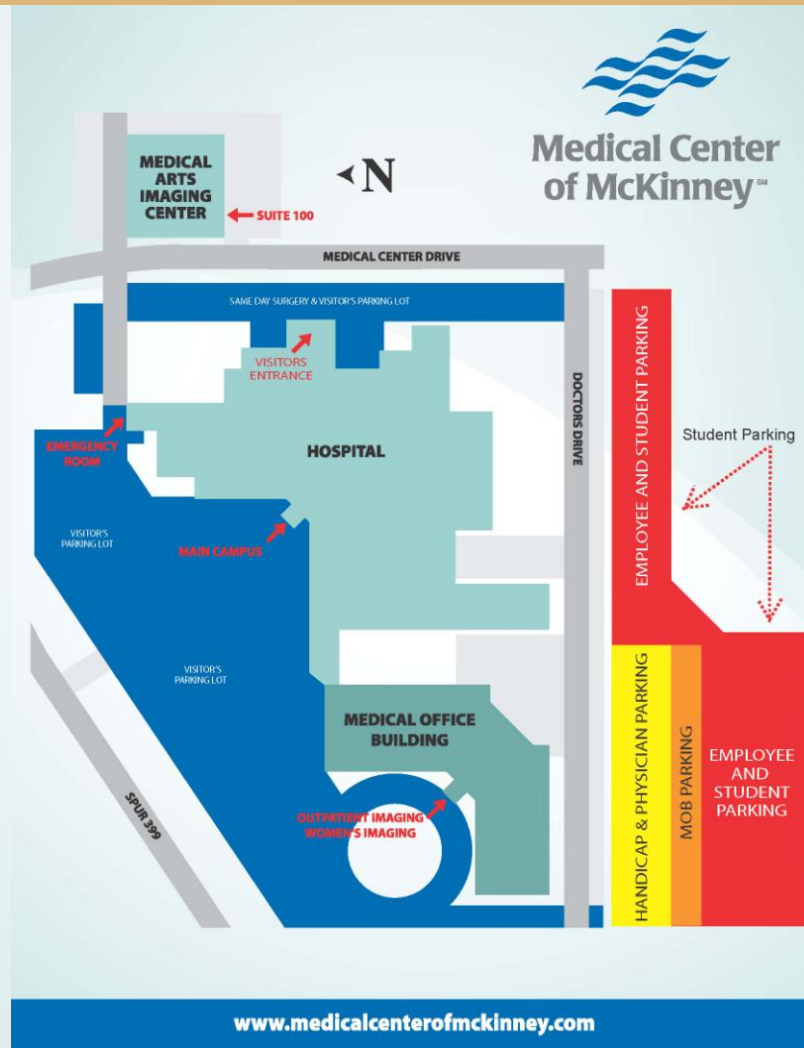 Medical Center
of McKinney℠
MEDICAL
ARTS
IMAGING
CENTER
N
SUITE 100
MEDICAL CENTER DRIVE
SAME DAY SURGERY & VISITOR'S PARKING LOT
VISITORS
ENTRANCE
DOCTORS DRIVE
EMPLOYEE AND STUDENT PARKING
Student Parking
EMERGENCY
ROOM
HOSPITAL
VISITOR'S
PARKING LOT
MAIN CAMPUS
VISITOR'S
PARKING LOT
MEDICAL OFFICE
BUILDING
HANDICAP & PHYSICIAN PARKING
MOB PARKING
EMPLOYEE
AND
STUDENT
PARKING
SPUR 399
OUTPATIENT IMAGING
WOMEN'S IMAGING
www.medicalcenterofmckinney.com